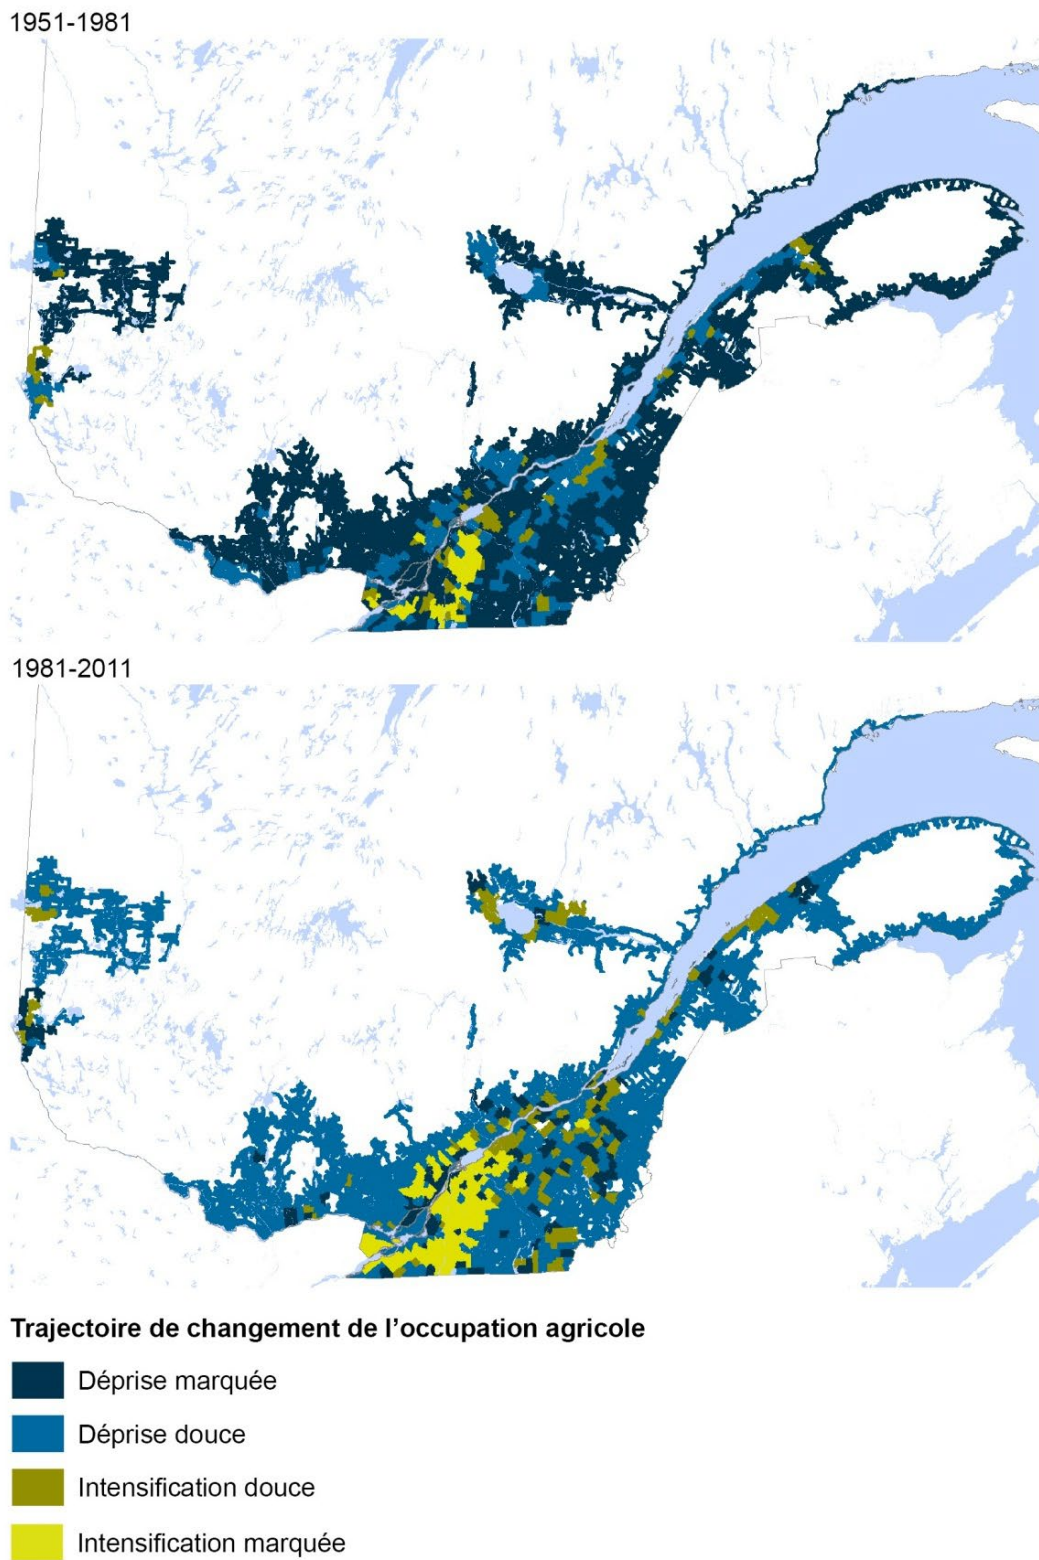 1951-1981
1981-2011
Trajectoire de changement de l’occupation agricole
Déprise marquée
Déprise douce
Intensification douce
Intensification marquée